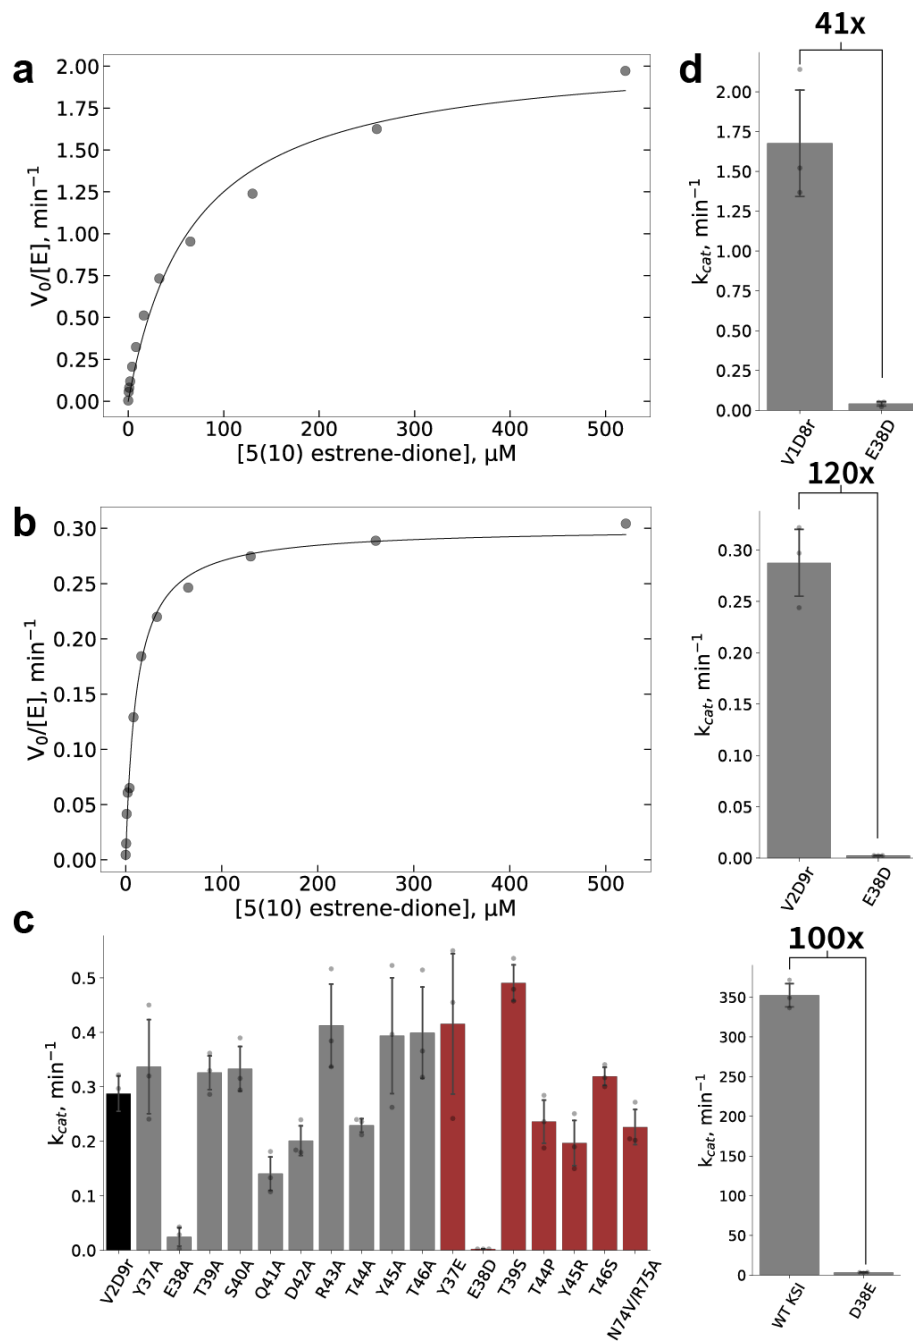 a
2.00
1.75
1.50
1.25
1.00
0.75
0.50
0.25
0.00
V₀/[E], min⁻¹
0 100 200 300 400 500
[5(10) estrene-dione], μM
b
0.30
0.25
0.20
0.15
0.10
0.05
0.00
V₀/[E], min⁻¹
0 100 200 300 400 500
[5(10) estrene-dione], μM
c
0.5
0.4
0.3
0.2
0.1
0.0
k_cat, min⁻¹
V2D9r Y37A E38A T39A S40A Q41A D42A R43A T44A Y45A T46A Y37E E38D T39S T44P Y45R T46S N74V/R75A
d
41x
2.00
1.75
1.50
1.25
1.00
0.75
0.50
0.25
0.00
k_cat, min⁻¹
V1D8r E38D
120x
0.30
0.25
0.20
0.15
0.10
0.05
0.00
k_cat, min⁻¹
V2D9r E38D
100x
350
300
250
200
150
100
50
0
k_cat, min⁻¹
WT KSI D38E